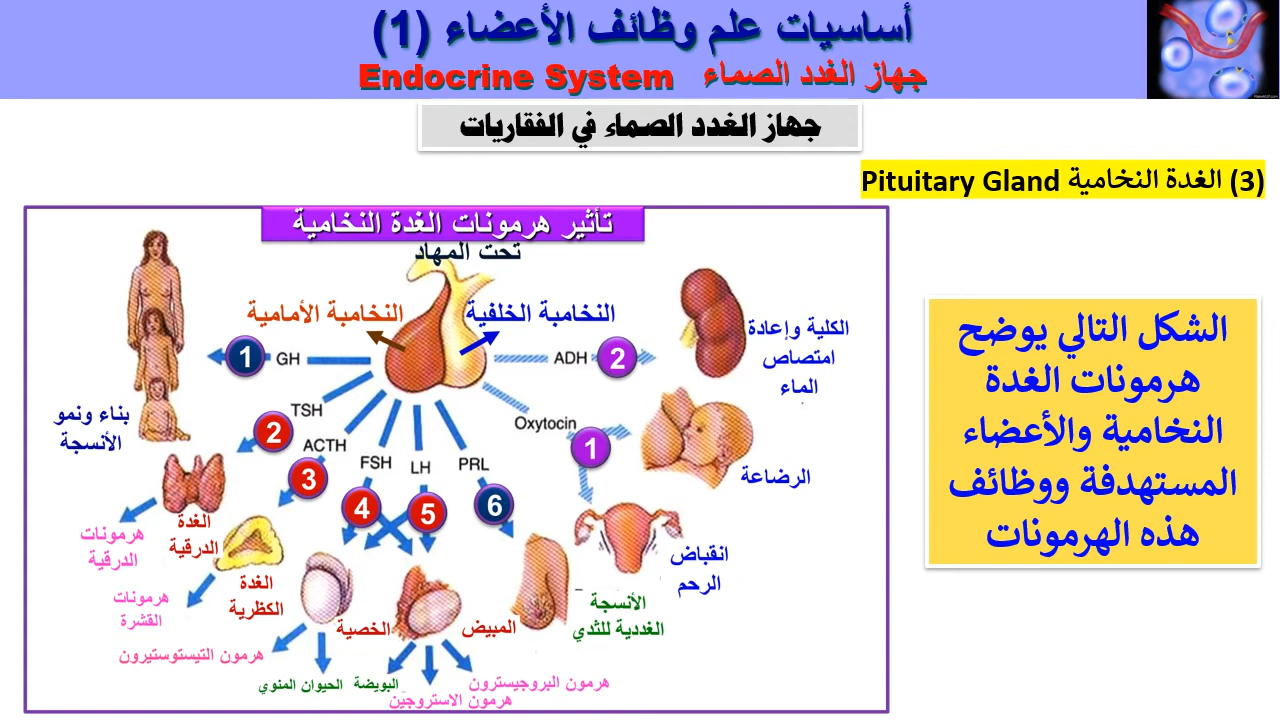 أساسيات علم وظائف الأعضاء (1)
جهاز الغدد الصماء Endocrine System
جهاز الغدد الصماء في الفقاريات
(3) الغدة النخامية Pituitary Gland
تأثير هرمونات الغدة النخامية
تحت المهاد
النخامبة الأمامية
النخامبة الخلفية
الشكل التالي يوضح
هرمونات الغدة
النخامية والأعضاء
المستهدفة ووظائف
هذه الهرمونات
1
GH
بناء ونمو
الأنسجة
ADH
2
الكلية وإعادة
امتصاص
الماء
TSH
2
ACTH
3
FSH
4
LH
5
PRL
6
Oxytocin
1
الرضاعة
الغدة
الدرقية
هرمونات
الدرقية
الغدة
الكظرية
هرمونات
القشرة
انقباض
الرحم
الأنسجة
الغددية للثدي
المبيض
الخصية
هرمون التيستوستيرون
الحيوان المنوي
البويضة
هرمون البروجيسترون
هرمون الاستروجين